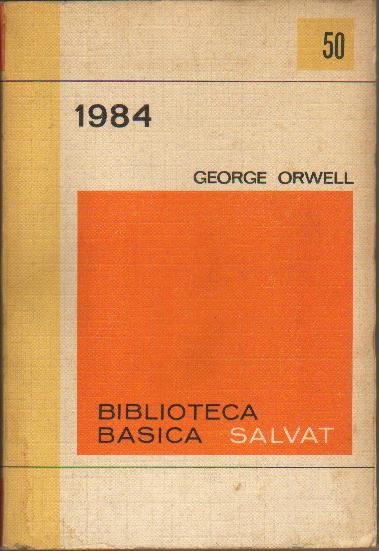 50
1984
GEORGE ORWELL
BIBLIOTECA
BASICA SALVAT